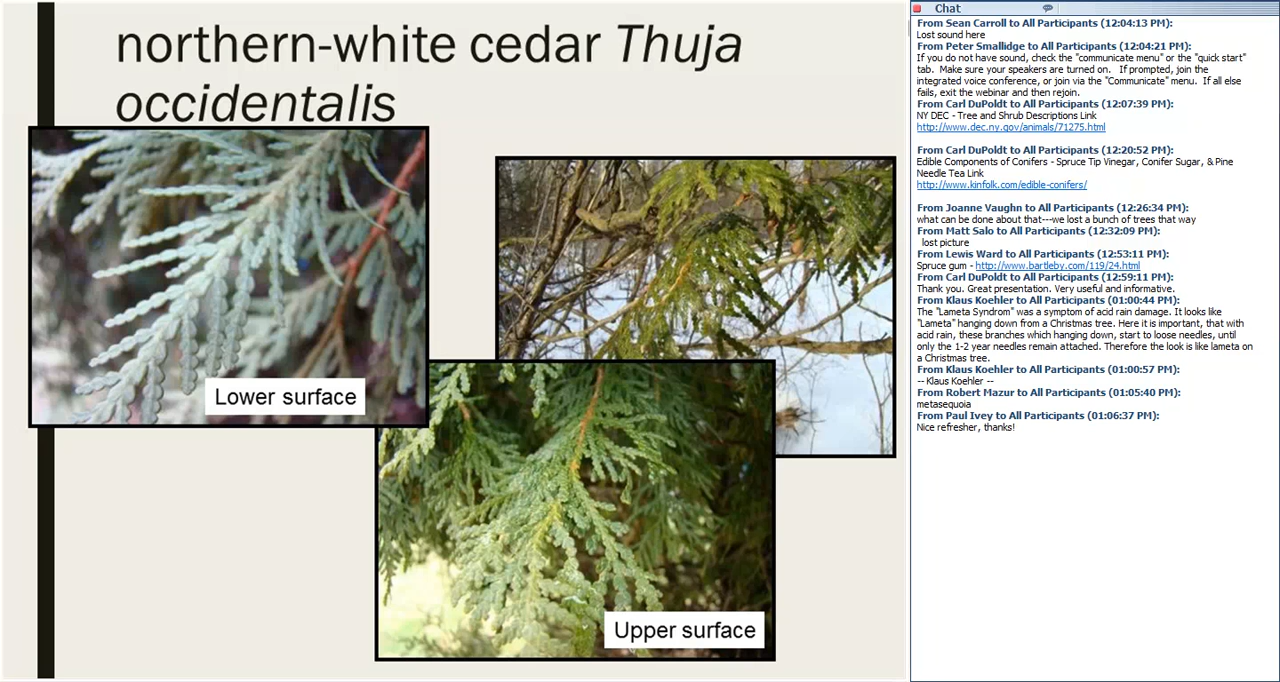 northern-white cedar Thuja
occidentalis
Lower surface
Upper surface
Chat
From Sean Carroll to All Participants (12:04:13 PM):
Lost sound here
From Peter Smallidge to All Participants (12:04:21 PM):
If you do not have sound, check the "communicate menu" or the "quick start"
tab. Make sure your speakers are turned on. If prompted, join the
integrated voice conference, or join via the "Communicate" menu. If all else
fails, exit the webinar and then rejoin.
From Carl DuPoldt to All Participants (12:07:39 PM):
NY DEC - Tree and Shrub Descriptions Link
http://www.dec.ny.gov/animals/71275.html
From Carl DuPoldt to All Participants (12:20:52 PM):
Edible Components of Conifers - Spruce Tip Vinegar, Conifer Sugar, & Pine
Needle Tea Link
http://www.kinfolk.com/edible-conifers/
From Joanne Vaughn to All Participants (12:26:34 PM):
what can be done about that---we lost a bunch of trees that way
From Matt Salo to All Participants (12:32:09 PM):
lost picture
From Lewis Ward to All Participants (12:53:11 PM):
Spruce gum - http://www.bartleby.com/119/24.html
From Carl DuPoldt to All Participants (12:59:11 PM):
Thank you. Great presentation. Very useful and informative.
From Klaus Koehler to All Participants (01:00:44 PM):
The "Lameta Syndrom" was a symptom of acid rain damage. It looks like
"Lameta" hanging down from a Christmas tree. Here it is important, that with
acid rain, these branches which hanging down, start to loose needles, until
only the 1-2 year needles remain attached. Therefore the look is like lameta on
a Christmas tree.
From Klaus Koehler to All Participants (01:00:57 PM):
-- Klaus Koehler --
From Robert Mazur to All Participants (01:05:40 PM):
metasequoia
From Paul Ivey to All Participants (01:06:37 PM):
Nice refresher, thanks!